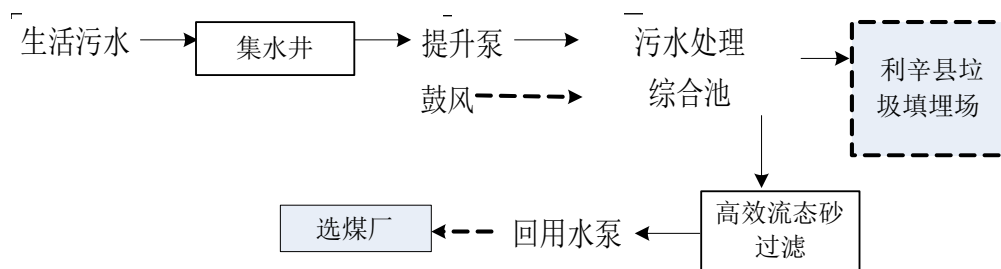 生活污水
集水井
提升泵
鼓风
污水处理
综合池
利辛县垃
圾填埋场
选煤厂
回用水泵
高效流态砂
过滤